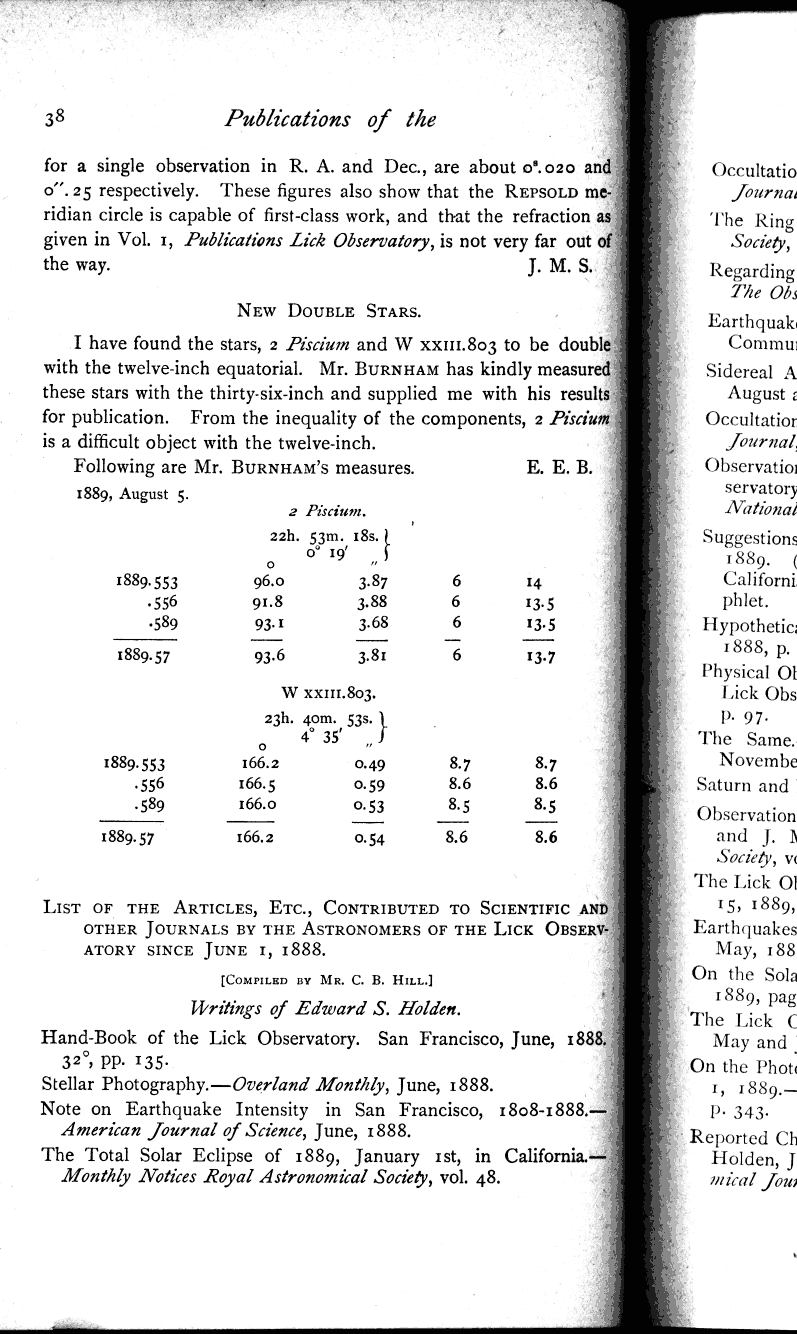 38 Publications of the
for a single observation in R. A. and Dec., are about 0ˢ.020 and
0″.25 respectively. These figures also show that the REPSOLD me-
ridian circle is capable of first-class work, and that the refraction as
given in Vol. 1, Publications Lick Observatory, is not very far out of
the way. J. M. S.
NEW DOUBLE STARS.
I have found the stars, 2 Piscium and W XXIII.803 to be double
with the twelve-inch equatorial. Mr. BURNHAM has kindly measured
these stars with the thirty-six-inch and supplied me with his results
for publication. From the inequality of the components, 2 Piscium
is a difficult object with the twelve-inch.
Following are Mr. BURNHAM's measures. E. E. B.
1889, August 5.
2 Piscium.
22h. 53m. 18s. }
0° 19′
o ″
1889.553 96.0 3.87 6 14
.556 91.8 3.88 6 13.5
.589 93.1 3.68 6 13.5
1889.57 93.6 3.81 6 13.7
W XXIII.803.
23h. 40m. 53s. }
4° 35′
o ″
1889.553 166.2 0.49 8.7 8.7
.556 166.5 0.59 8.6 8.6
.589 166.0 0.53 8.5 8.5
1889.57 166.2 0.54 8.6 8.6
LIST OF THE ARTICLES, ETC., CONTRIBUTED TO SCIENTIFIC AND
OTHER JOURNALS BY THE ASTRONOMERS OF THE LICK OBSERV-
ATORY SINCE JUNE 1, 1888.
[COMPILED BY MR. C. B. HILL.]
Writings of Edward S. Holden.
Hand-Book of the Lick Observatory. San Francisco, June, 1888.
32°, pp. 135.
Stellar Photography.—Overland Monthly, June, 1888.
Note on Earthquake Intensity in San Francisco, 1808-1888.—
American Journal of Science, June, 1888.
The Total Solar Eclipse of 1889, January 1st, in California.—
Monthly Notices Royal Astronomical Society, vol. 48.
Occultatio
Journal
The Ring
Society,
Regarding
The Obs
Earthquak
Commu
Sidereal A
August
Occultation
Journal,
Observatio
servatory
National
Suggestions
1889. (
Californi
phlet.
Hypothetic
1888, p.
Physical Ob
Lick Obs
p. 97.
The Same.
Novembe
Saturn and
Observation
and J. M
Society, v
The Lick Ob
15, 1889,
Earthquakes
May, 188
On the Sola
1889, pag
The Lick O
May and
On the Phot
1, 1889.—
p. 343.
Reported Ch
Holden, J
mical Jour